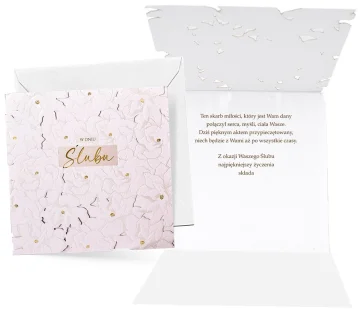 W DNIU
Ślubu
Ten skarb miłości, który jest Wam dany
połączył serca, myśli, ciała Wasze.
Dziś pięknym aktem przypieczętowany,
niech będzie z Wami aż po wszystkie czasy.
Z okazji Waszego Ślubu
najpiękniejszy życzenia
składa